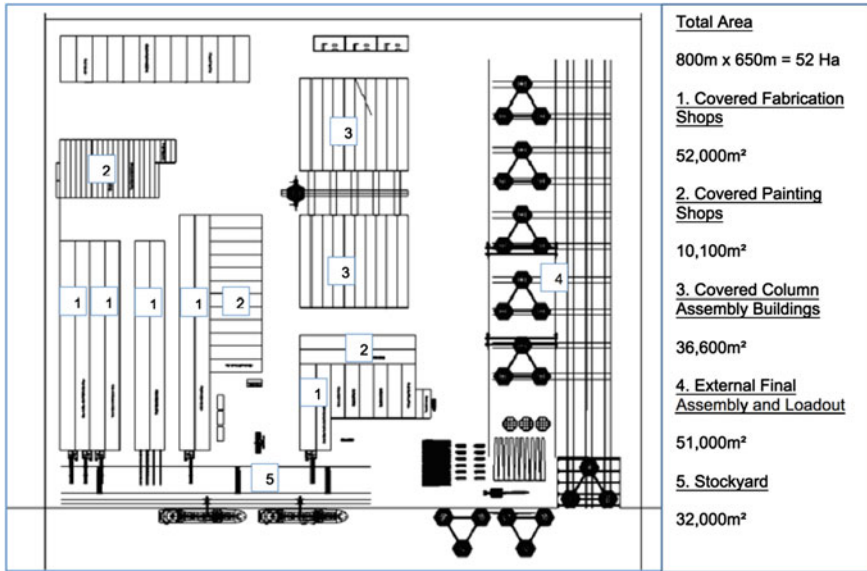 Total Area
800m x 650m = 52 Ha
1. Covered Fabrication
Shops
52,000m²
2. Covered Painting
Shops
10,100m²
3. Covered Column
Assembly Buildings
36,600m²
4. External Final
Assembly and Loadout
51,000m²
5. Stockyard
32,000m²
3
2
3
4
1 1 1 1 2
2
1
5